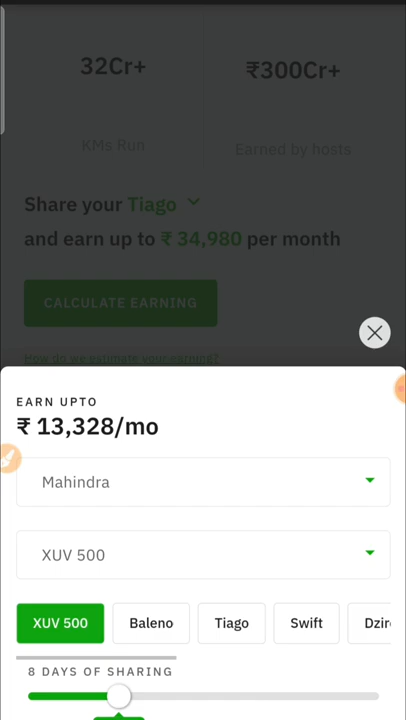 32Cr+
₹300Cr+
KMs Run
Earned by hosts
Share your Tiago
and earn up to ₹ 34,980 per month
CALCULATE EARNING
How do we estimate your earning?
EARN UPTO
₹ 13,328/mo
Mahindra
XUV 500
XUV 500 Baleno Tiago Swift Dzir
8 DAYS OF SHARING